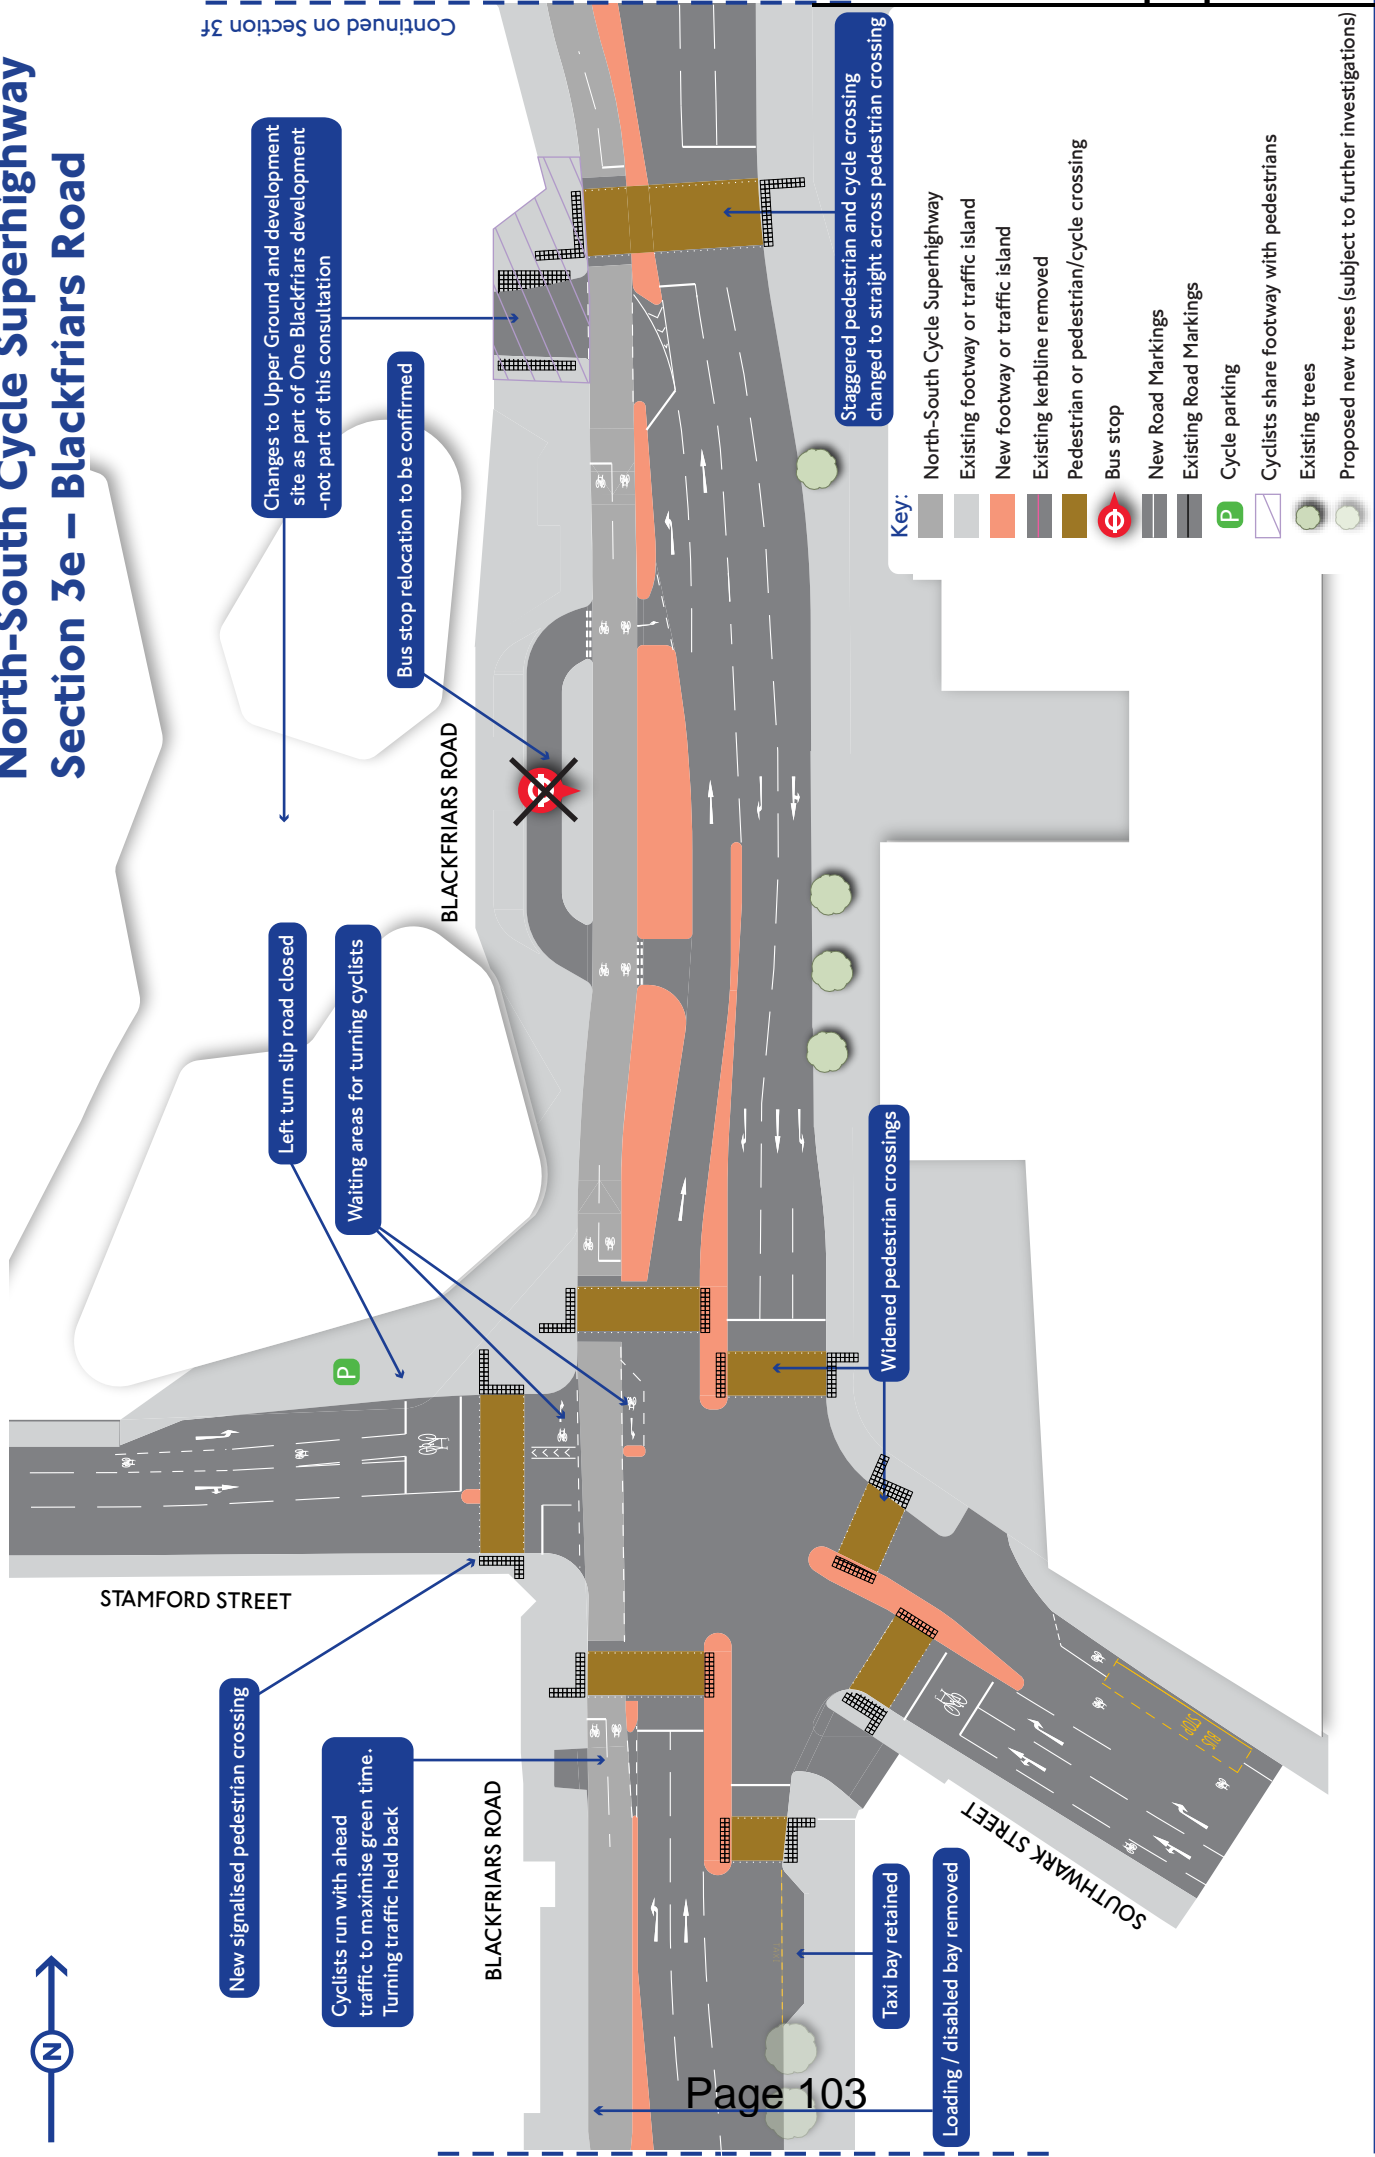 North-South Cycle Superhighway
Section 3e – Blackfriars Road
Continued on Section 3f
Changes to Upper Ground and development
site as part of One Blackfriars development
-not part of this consultation
Bus stop relocation to be confirmed
BLACKFRIARS ROAD
Left turn slip road closed
Waiting areas for turning cyclists
P
STAMFORD STREET
New signalised pedestrian crossing
Cyclists run with ahead
traffic to maximise green time.
Turning traffic held back
BLACKFRIARS ROAD
N
Staggered pedestrian and cycle crossing
changed to straight across pedestrian crossing
Widened pedestrian crossings
SOUTHWARK STREET
Taxi bay retained
Loading / disabled bay removed
Key:
North-South Cycle Superhighway
Existing footway or traffic island
New footway or traffic island
Existing kerbline removed
Pedestrian or pedestrian/cycle crossing
Bus stop
New Road Markings
Existing Road Markings
P
Cycle parking
Cyclists share footway with pedestrians
Existing trees
Proposed new trees (subject to further investigations)
Page 103